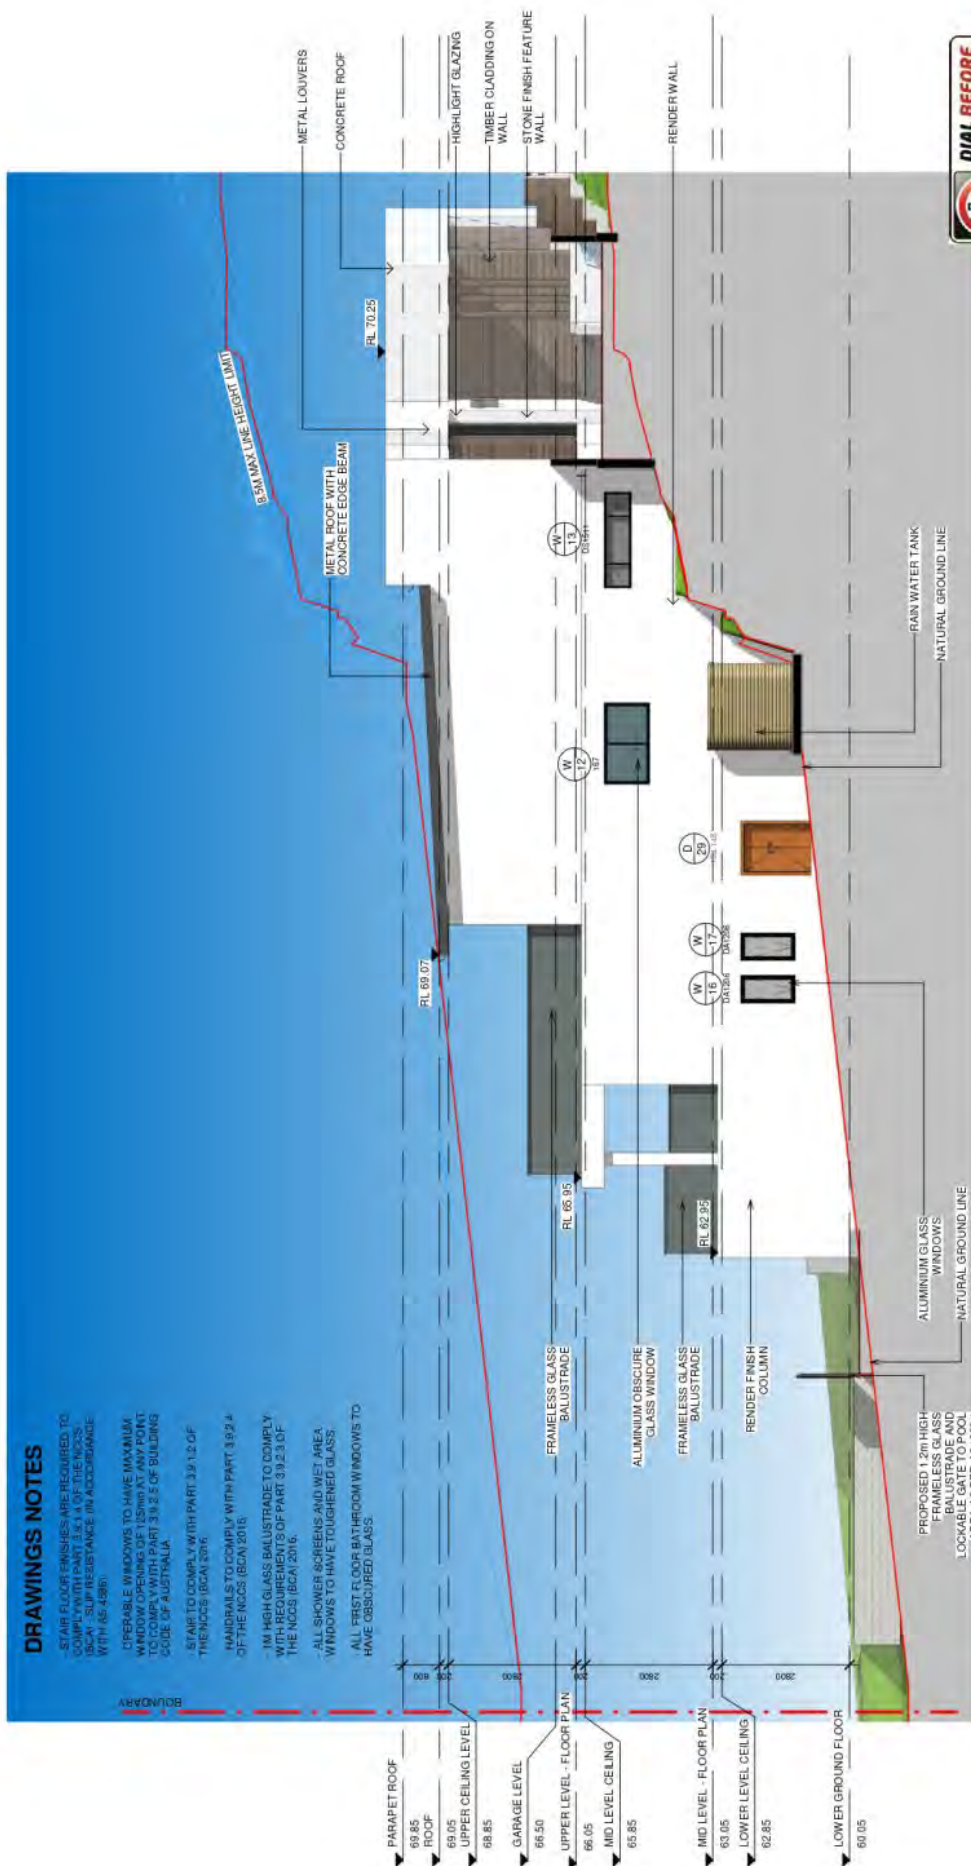 DRAWINGS NOTES
- STAIR FLOOR FINISHES ARE REQUIRED TO
COMPLY WITH PART 3.9.1.4 OF THE NCCS
(BCA). SLIP RESISTANCE (IN ACCORDANCE
WITH AS 4586)
- OPERABLE WINDOWS TO HAVE MAXIMUM
WINDOW OPENING OF 125mm AT ANY POINT
TO COMPLY WITH PART 3.9.2.5 OF BUILDING
CODE OF AUSTRALIA.
- STAIR TO COMPLY WITH PART 3.9.1.2 OF
THE NCCS (BCA) 2016.
- HANDRAILS TO COMPLY WITH PART 3.9.2.4
OF THE NCCS (BCA) 2016.
- 1M HIGH GLASS BALUSTRADE TO COMPLY
WITH REQUIREMENTS OF PART 3.9.2.3 OF
THE NCCS (BCA) 2016.
- ALL SHOWER SCREENS AND WET AREA
WINDOWS TO HAVE TOUGHENED GLASS.
- ALL FIRST FLOOR BATHROOM WINDOWS TO
HAVE OBSCURED GLASS.
BOUNDARY
8.5M MAX LINE HEIGHT LIMIT
METAL LOUVERS
CONCRETE ROOF
RL 70.25
METAL ROOF WITH
CONCRETE EDGE BEAM
HIGHLIGHT GLAZING
TIMBER CLADDING ON
WALL
STONE FINISH FEATURE
WALL
RENDER WALL
RL 69.07
PARAPET ROOF
69.85
ROOF
69.05
UPPER CEILING LEVEL
68.85
GARAGE LEVEL
66.50
UPPER LEVEL - FLOOR PLAN
66.05
MID LEVEL CEILING
65.85
MID LEVEL - FLOOR PLAN
63.05
LOWER LEVEL CEILING
62.85
LOWER GROUND FLOOR
60.05
800
200
2800
200
2800
200
2800
FRAMELESS GLASS
BALUSTRADE
RL 65.95
ALUMINIUM OBSCURE
GLASS WINDOW
FRAMELESS GLASS
BALUSTRADE
RL 62.95
RENDER FINISH
COLUMN
W
12
W
13
W
16
W
17
D
29
RAIN WATER TANK
NATURAL GROUND LINE
ALUMINIUM GLASS
WINDOWS
NATURAL GROUND LINE
PROPOSED 1.2m HIGH
FRAMELESS GLASS
BALUSTRADE AND
LOCKABLE GATE TO POOL
DIAL BEFORE